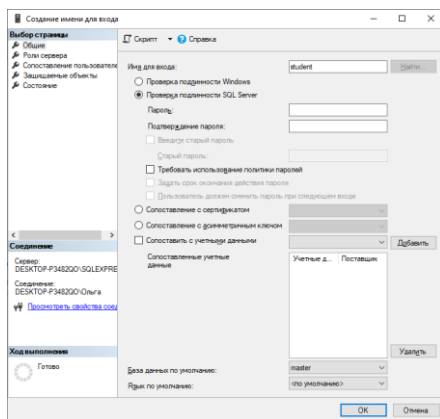 Создание имени для входа
Выбор страницы
Общие
Роли сервера
Сопоставление пользователе
Защищаемые объекты
Состояние
Скрипт
Справка
Имя для входа:
student
Найти...
Проверка подлинности Windows
Проверка подлинности SQL Server
Пароль:
Подтверждение пароля:
Введите старый пароль
Старый пароль:
Требовать использование политики паролей
Задать срок окончания действия пароля
Пользователь должен сменить пароль при следующем входе
Сопоставление с сертификатом
Сопоставление с асимметричным ключом
Сопоставить с учетными данными
Добавить
Сопоставленные учетные
данные
Учетные д...
Поставщик
Удалить
База данных по умолчанию:
master
Язык по умолчанию:
<по умолчанию>
Соединение
Сервер:
DESKTOP-P3482GO\SQLEXPRE
Соединение:
DESKTOP-P3482GO\Ольга
Просмотреть свойства соед
Ход выполнения
Готово
OK
Отмена